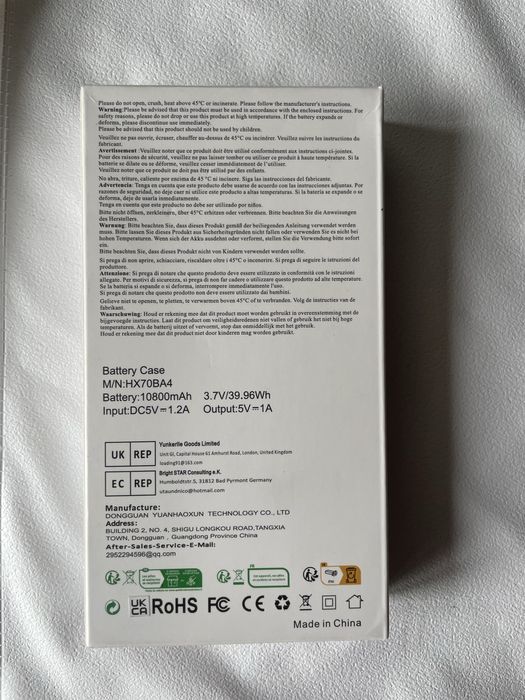 Please do not open, crush, heat above 45°C or incinerate. Please follow the manufacturer's instructions.
Warning:Please be advised that this product must be used in accordance with the enclosed instructions. For
safety reasons, please do not drop or use this product at high temperatures. If the battery expands or
deforms, please discontinue use immediately.
Please be advised that this product should not be used by children.
Veuillez ne pas ouvrir, écraser, chauffer au-dessus de 45°C ou incinérer. Veuillez suivre les instructions du
fabricant.
Avertissement :Veuillez noter que ce produit doit être utilisé conformément aux instructions ci-jointes.
Pour des raisons de sécurité, veuillez ne pas laisser tomber ou utiliser ce produit à haute température. Si la
batterie se dilate ou se déforme, veuillez cesser immédiatement de l'utiliser.
Veuillez noter que ce produit ne doit pas être utilisé par des enfants.
No abra, triture, caliente por encima de 45 °C ni incinere. Siga las instrucciones del fabricante.
Advertencia: Tenga en cuenta que este producto debe usarse de acuerdo con las instrucciones adjuntas. Por
razones de seguridad, no deje caer ni utilice este producto a altas temperaturas. Si la batería se expande o se
deforma, deje de usarla inmediatamente.
Tenga en cuenta que este producto no debe ser utilizado por niños.
Bitte nicht öffnen, zerkleinern, über 45°C erhitzen oder verbrennen. Bitte beachten Sie die Anweisungen
des Herstellers.
Warnung: Bitte beachten Sie, dass dieses Produkt gemäß der beiliegenden Anleitung verwendet werden
muss. Bitte lassen Sie dieses Produkt aus Sicherheitsgründen nicht fallen oder verwenden Sie es nicht bei
hohen Temperaturen. Wenn sich der Akku ausdehnt oder verformt, stellen Sie die Verwendung bitte sofort
ein.
Bitte beachten Sie, dass dieses Produkt nicht von Kindern verwendet werden sollte.
Si prega di non aprire, schiacciare, riscaldare oltre i 45°C o incenerire. Si prega di seguire le istruzioni del
produttore.
Attenzione: Si prega di notare che questo prodotto deve essere utilizzato in conformità con le istruzioni
allegate. Per motivi di sicurezza, si prega di non far cadere o utilizzare questo prodotto ad alte temperature.
Se la batteria si espande o si deforma, interrompere immediatamente l'uso.
Si prega di notare che questo prodotto non deve essere utilizzato dai bambini.
Gelieve niet te openen, te pletten, te verwarmen boven 45°C of te verbranden. Volg de instructies van de
fabrikant.
Waarschuwing: Houd er rekening mee dat dit product moet worden gebruikt in overeenstemming met de
bijgevoegde instructies. Laat dit product om veiligheidsredenen niet vallen of gebruik het niet bij hoge
temperaturen. Als de batterij uitzet of vervormt, stop dan onmiddellijk met het gebruik.
Houd er rekening mee dat dit product niet door kinderen mag worden gebruikt.
Battery Case
M/N:HX70BA4
Battery:10800mAh 3.7V/39.96Wh
Input:DC5V⎓1.2A Output:5V⎓1A
UK REP
Yunkerlie Goods Limited
Unit GI, Capital House 61 Amhurst Road, London, United Kingdom
leading91@163.com
EC REP
Bright STAR Consulting e.K.
Humboldtstr.5, 31812 Bad Pyrmont Germany
utaundnico@hotmail.com
Manufacture:
DONGGUAN YUANHAOXUN TECHNOLOGY CO., LTD
Address:
BUILDING 2, NO. 4, SHIGU LONGKOU ROAD,TANGXIA
TOWN, Dongguan , Guangdong Province China
After-Sales-Service-E-Mail:
2952294596@qq.com
FR
UK
CA RoHS FC CE
Made in China